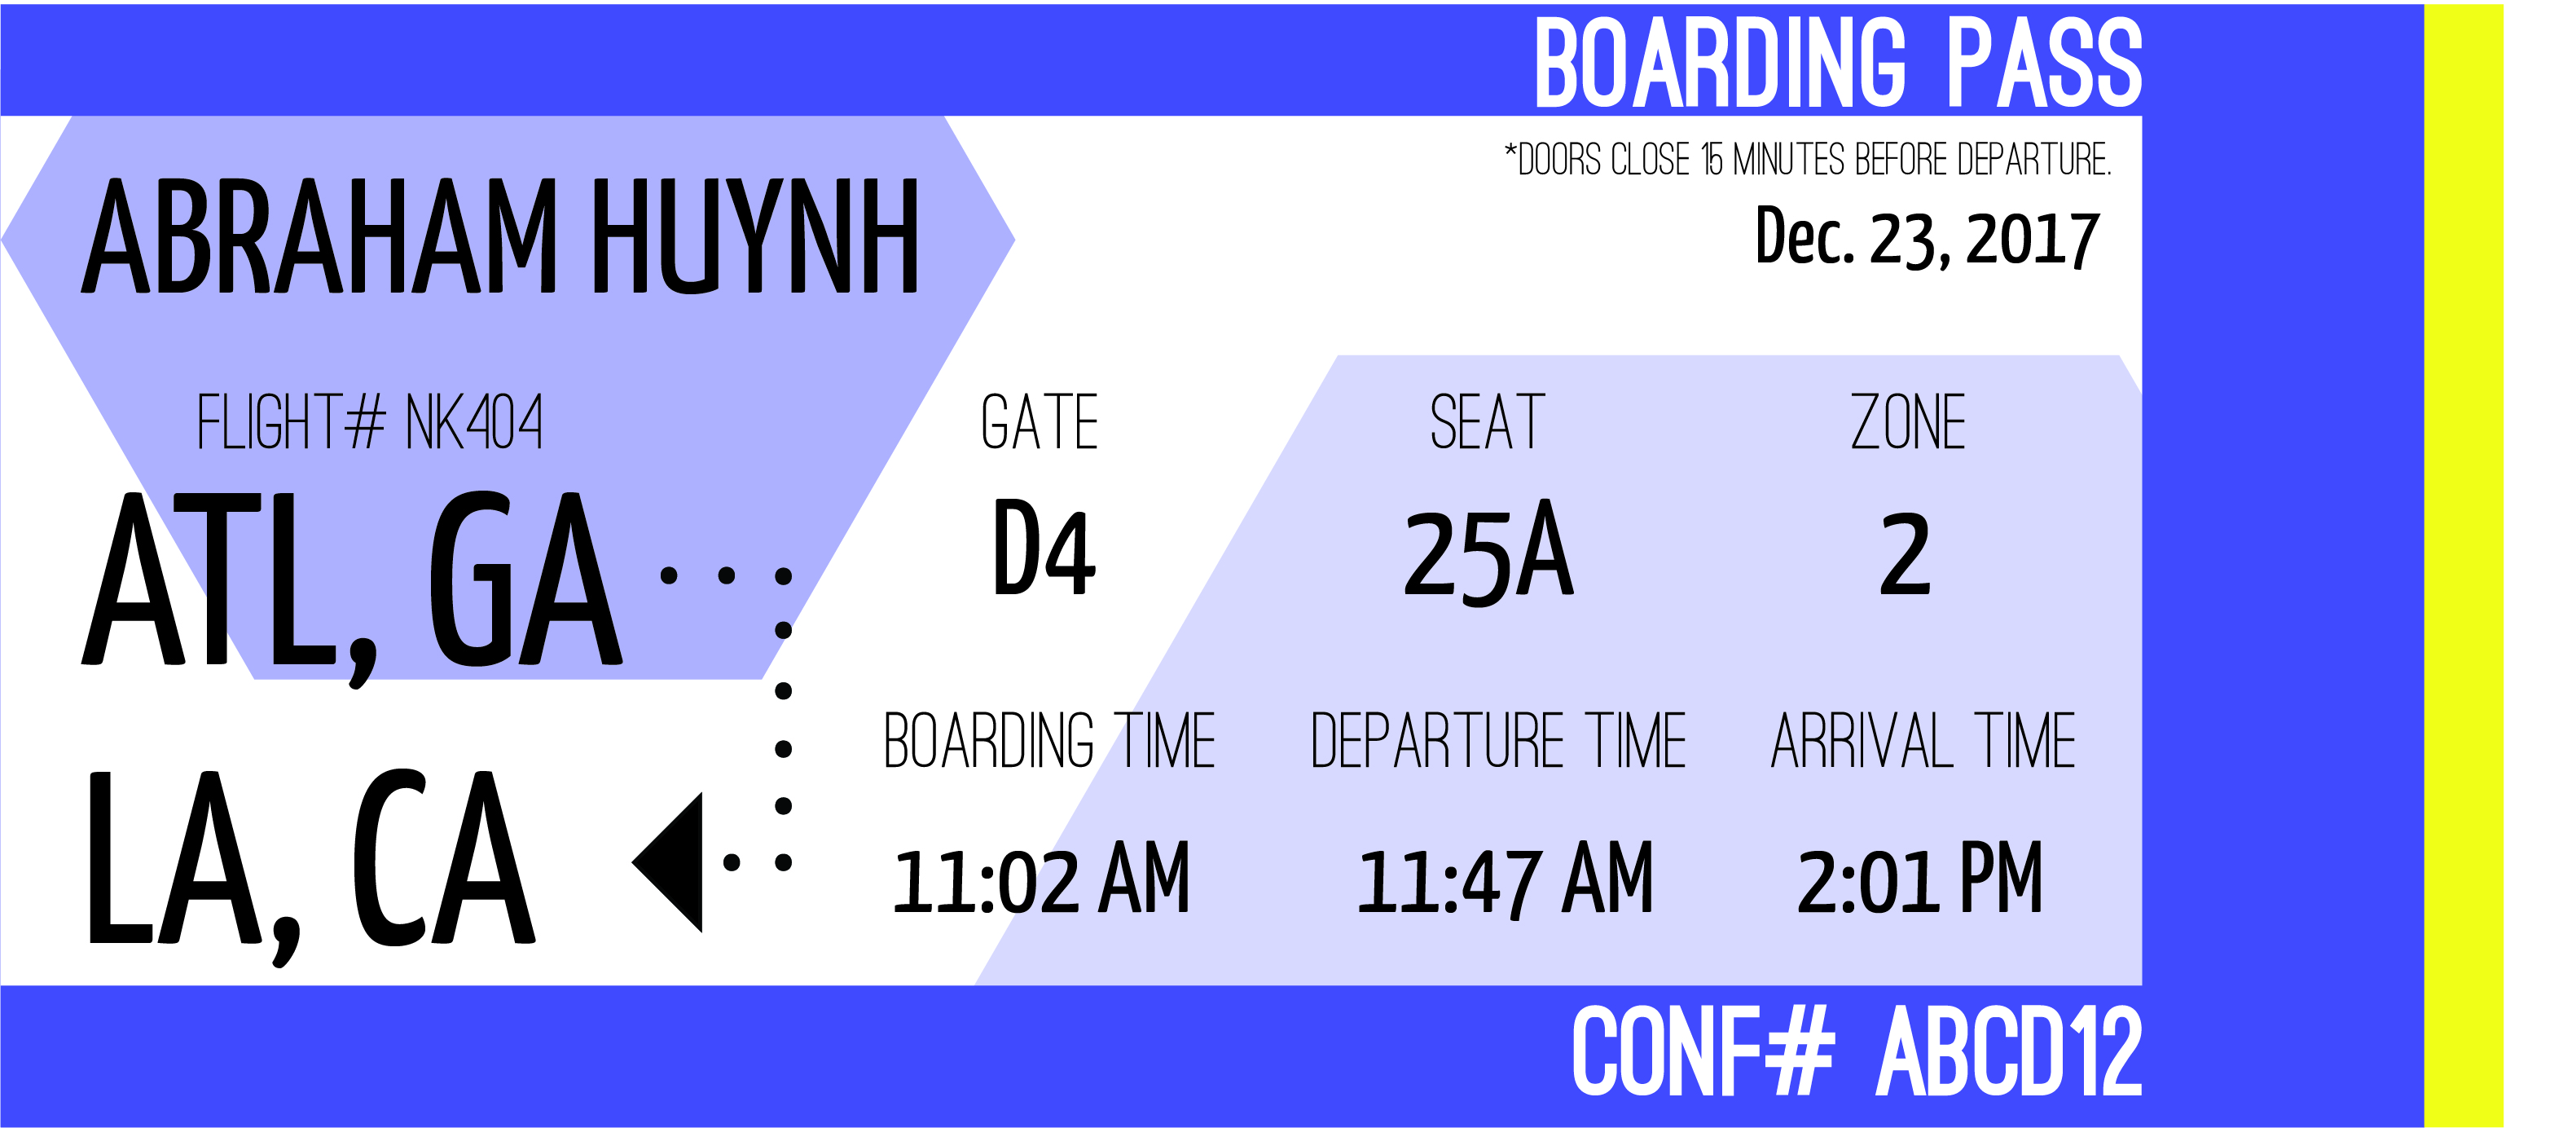 BOARDING PASS
*DOORS CLOSE 15 MINUTES BEFORE DEPARTURE.
ABRAHAM HUYNH
Dec. 23, 2017
FLIGHT# NK404
GATE SEAT ZONE
ATL, GA
D4 25A 2
BOARDING TIME DEPARTURE TIME ARRIVAL TIME
LA, CA
11:02 AM 11:47 AM 2:01 PM
CONF# ABCD12